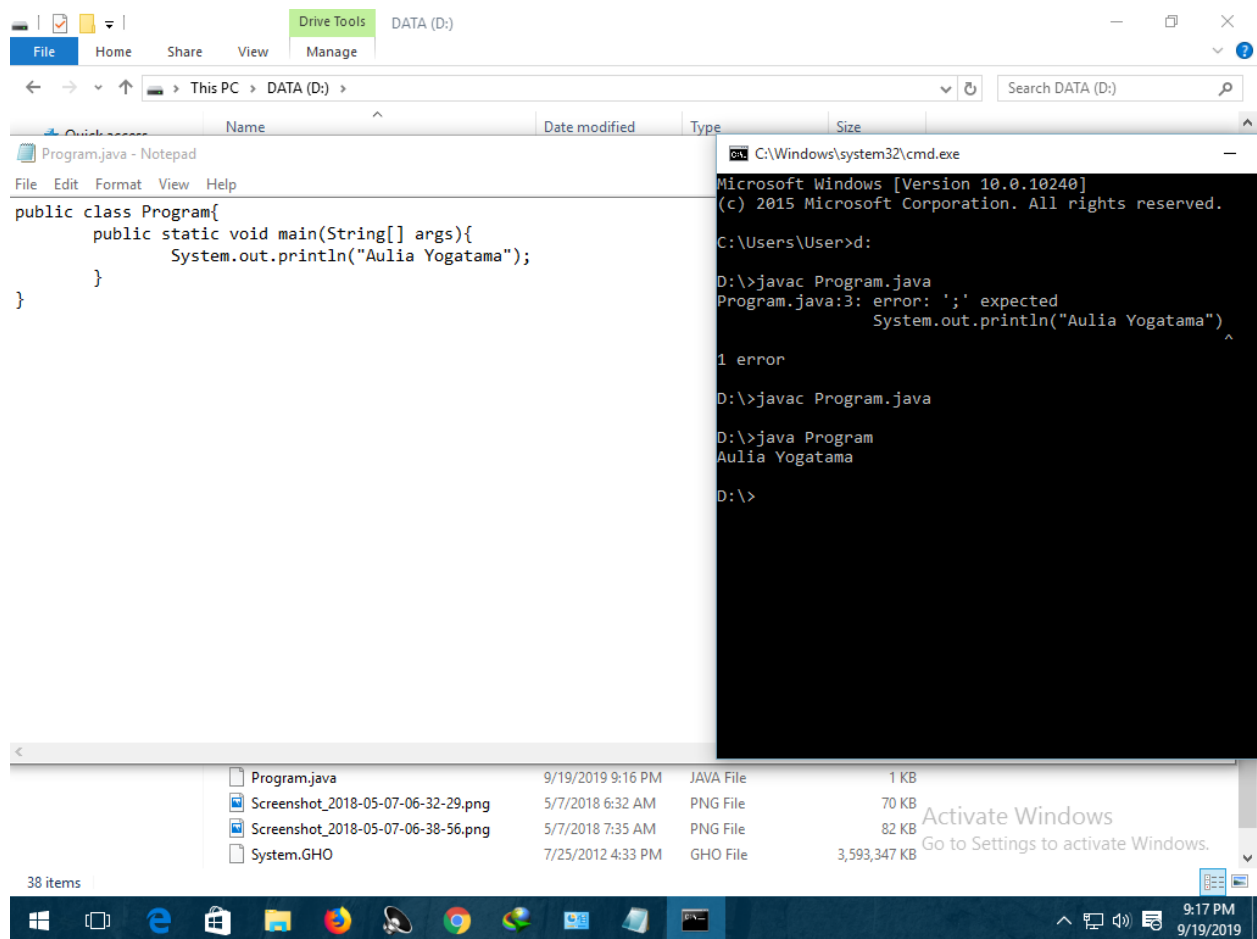 Drive Tools DATA (D:)
File Home Share View Manage
This PC > DATA (D:) > Search DATA (D:)
Quick access Name Date modified Type Size
Program.java - Notepad
File Edit Format View Help
public class Program{
public static void main(String[] args){
System.out.println("Aulia Yogatama");
}
}
C:\Windows\system32\cmd.exe
Microsoft Windows [Version 10.0.10240]
(c) 2015 Microsoft Corporation. All rights reserved.
C:\Users\User>d:
D:\>javac Program.java
Program.java:3: error: ';' expected
System.out.println("Aulia Yogatama")
^
1 error
D:\>javac Program.java
D:\>java Program
Aulia Yogatama
D:\>
Program.java 9/19/2019 9:16 PM JAVA File 1 KB
Screenshot_2018-05-07-06-32-29.png 5/7/2018 6:32 AM PNG File 70 KB
Screenshot_2018-05-07-06-38-56.png 5/7/2018 7:35 AM PNG File 82 KB
System.GHO 7/25/2012 4:33 PM GHO File 3,593,347 KB
Activate Windows
Go to Settings to activate Windows.
38 items
9:17 PM
9/19/2019